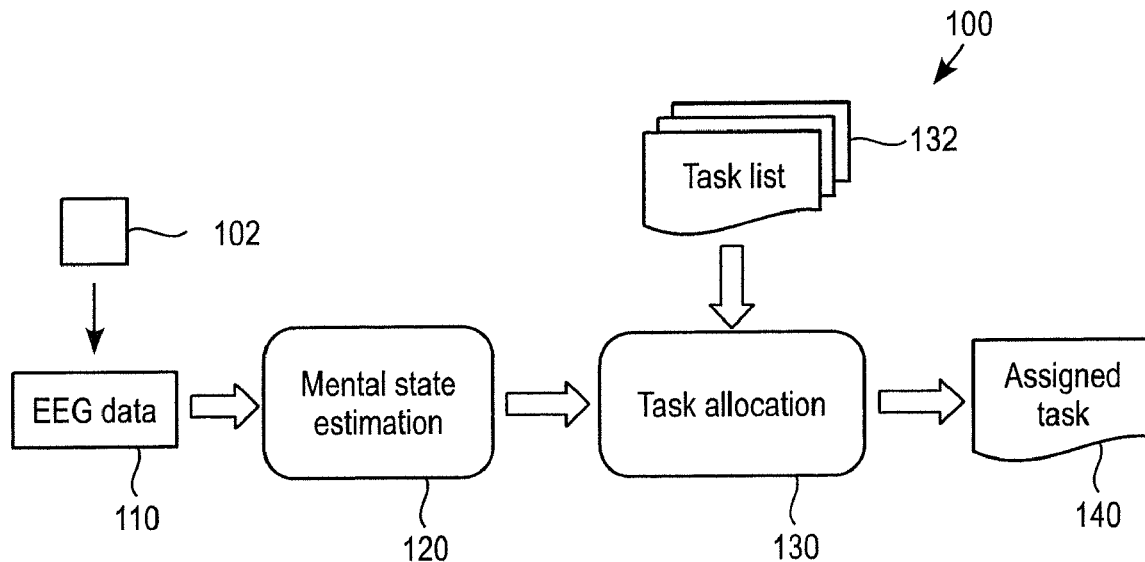 100
132
Task list
102
EEG data
Mental state
estimation
Task allocation
Assigned
task
110
120
130
140